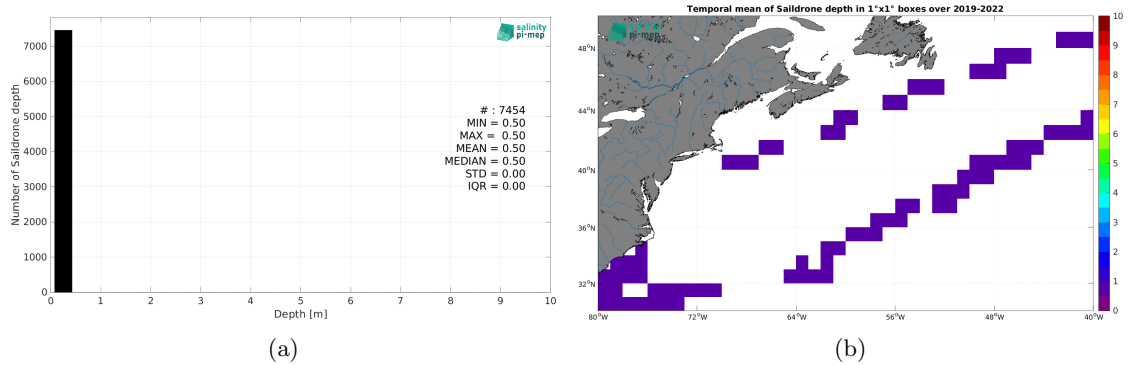 salinity
pi-mep
7000
6000
5000
4000
3000
2000
1000
0
Number of Saildrone depth
# : 7454
MIN = 0.50
MAX = 0.50
MEAN = 0.50
MEDIAN = 0.50
STD = 0.00
IQR = 0.00
0 1 2 3 4 5 6 7 8 9 10
Depth [m]
(a)
Temporal mean of Saildrone depth in 1°x1° boxes over 2019-2022
salinity
pi-mep
48°N
44°N
40°N
36°N
32°N
80°W 72°W 64°W 56°W 48°W 40°W
10
9
8
7
6
5
4
3
2
1
0
(b)